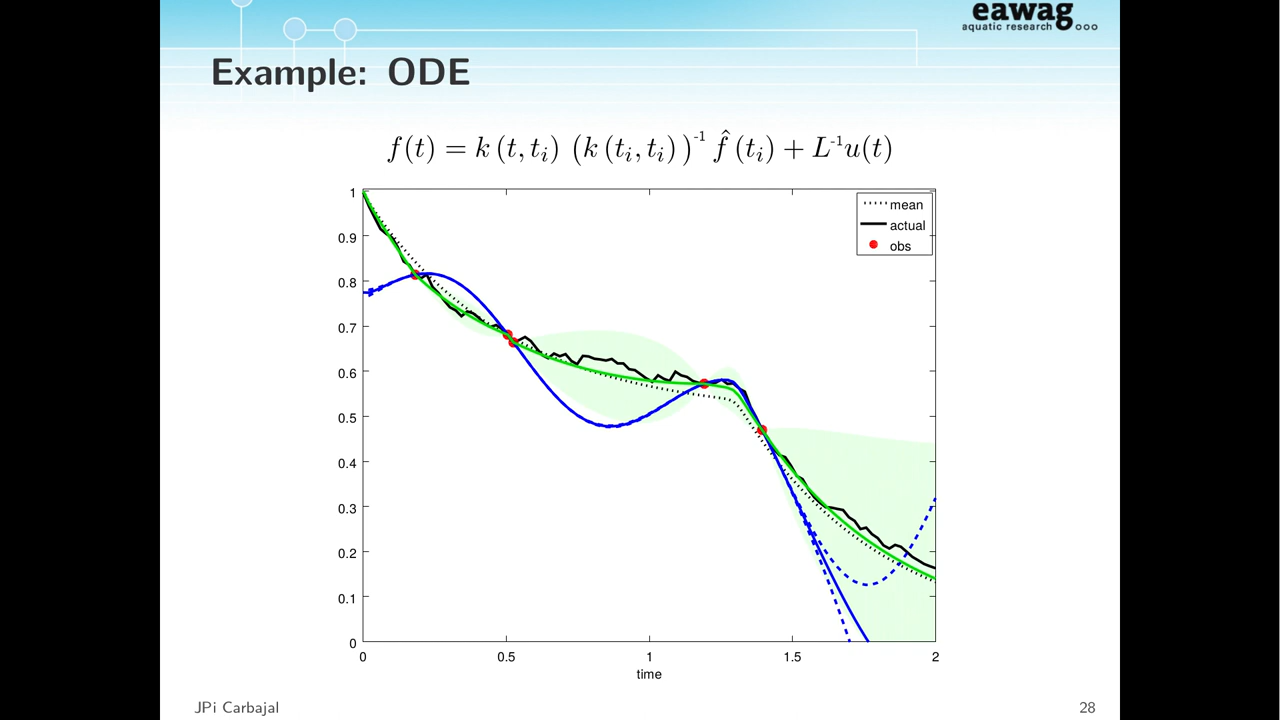 eawag
aquatic research ooo
Example: ODE
f(t) = k (t, tᵢ) (k (tᵢ, tᵢ))⁻¹ f̂ (tᵢ) + L⁻¹u(t)
mean
actual
obs
1
0.9
0.8
0.7
0.6
0.5
0.4
0.3
0.2
0.1
0
0 0.5 1 1.5 2
time
JPi Carbajal 28